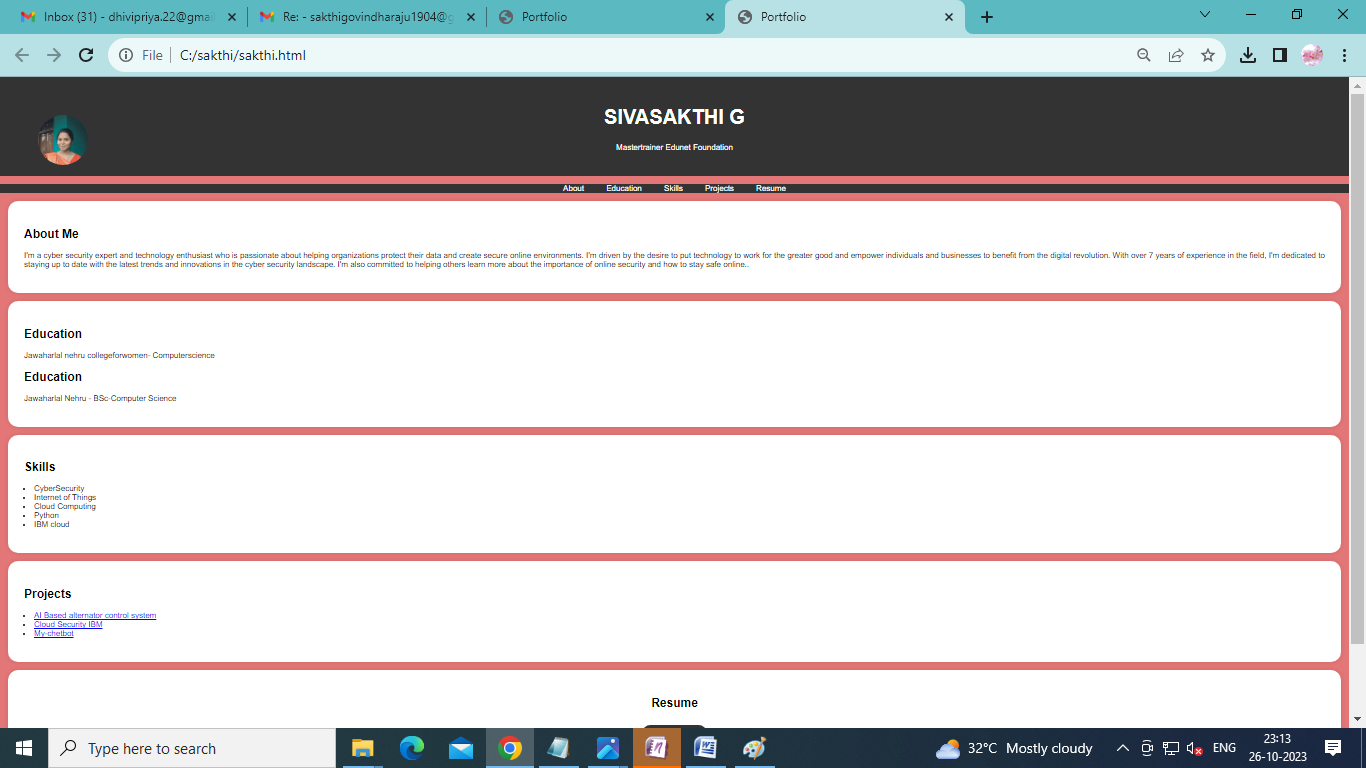 Inbox (31) - dhivipriya.22@gmai
Re: - sakthigovindharaju1904@g
Portfolio
Portfolio
File
C:/sakthi/sakthi.html
SIVASAKTHI G
Mastertrainer Edunet Foundation
About Education Skills Projects Resume
About Me
I'm a cyber security expert and technology enthusiast who is passionate about helping organizations protect their data and create secure online environments. I'm driven by the desire to put technology to work for the greater good and empower individuals and businesses to benefit from the digital revolution. With over 7 years of experience in the field, I'm dedicated to
staying up to date with the latest trends and innovations in the cyber security landscape. I'm also committed to helping others learn more about the importance of online security and how to stay safe online..
Education
Jawaharlal nehru collegeforwomen- Computerscience
Education
Jawaharlal Nehru - BSc-Computer Science
Skills
CyberSecurity
Internet of Things
Cloud Computing
Python
IBM cloud
Projects
AI Based alternator control system
Cloud Security IBM
My-chetbot
Resume
Type here to search
32°C Mostly cloudy
ENG
23:13
26-10-2023